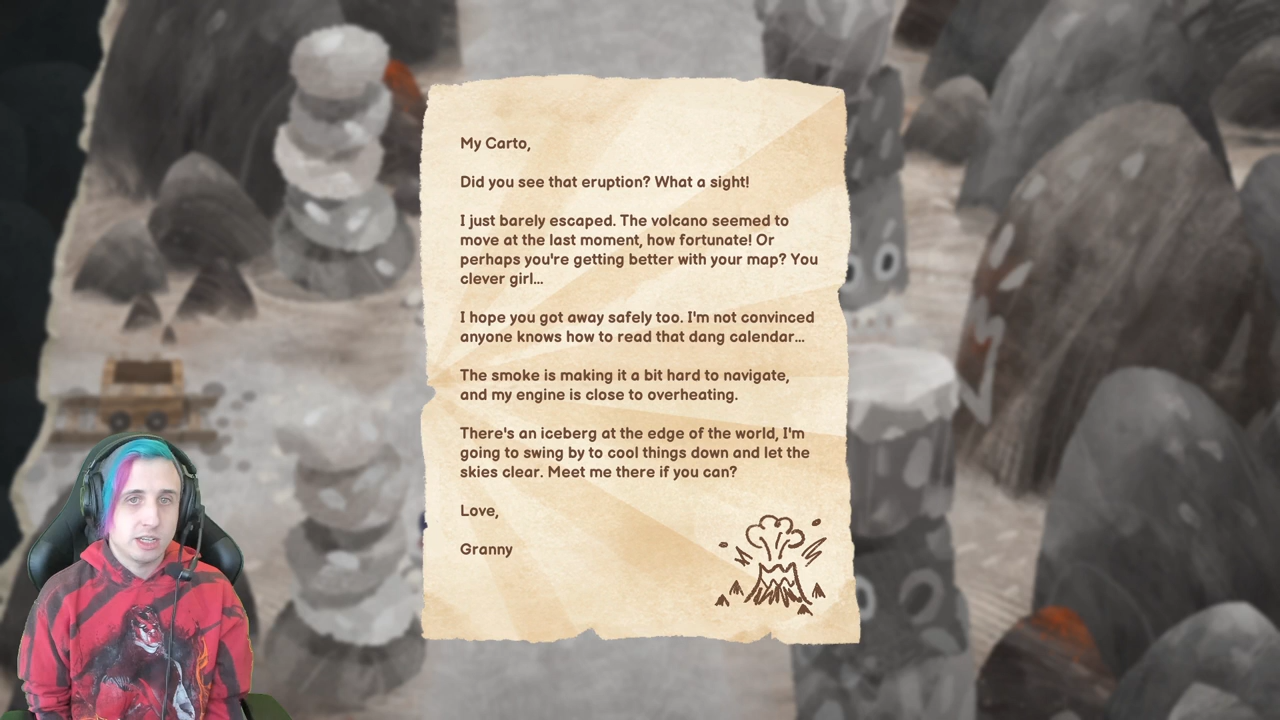 My Carto,
Did you see that eruption? What a sight!
I just barely escaped. The volcano seemed to
move at the last moment, how fortunate! Or
perhaps you're getting better with your map? You
clever girl...
I hope you got away safely too. I'm not convinced
anyone knows how to read that dang calendar...
The smoke is making it a bit hard to navigate,
and my engine is close to overheating.
There's an iceberg at the edge of the world, I'm
going to swing by to cool things down and let the
skies clear. Meet me there if you can?
Love,
Granny